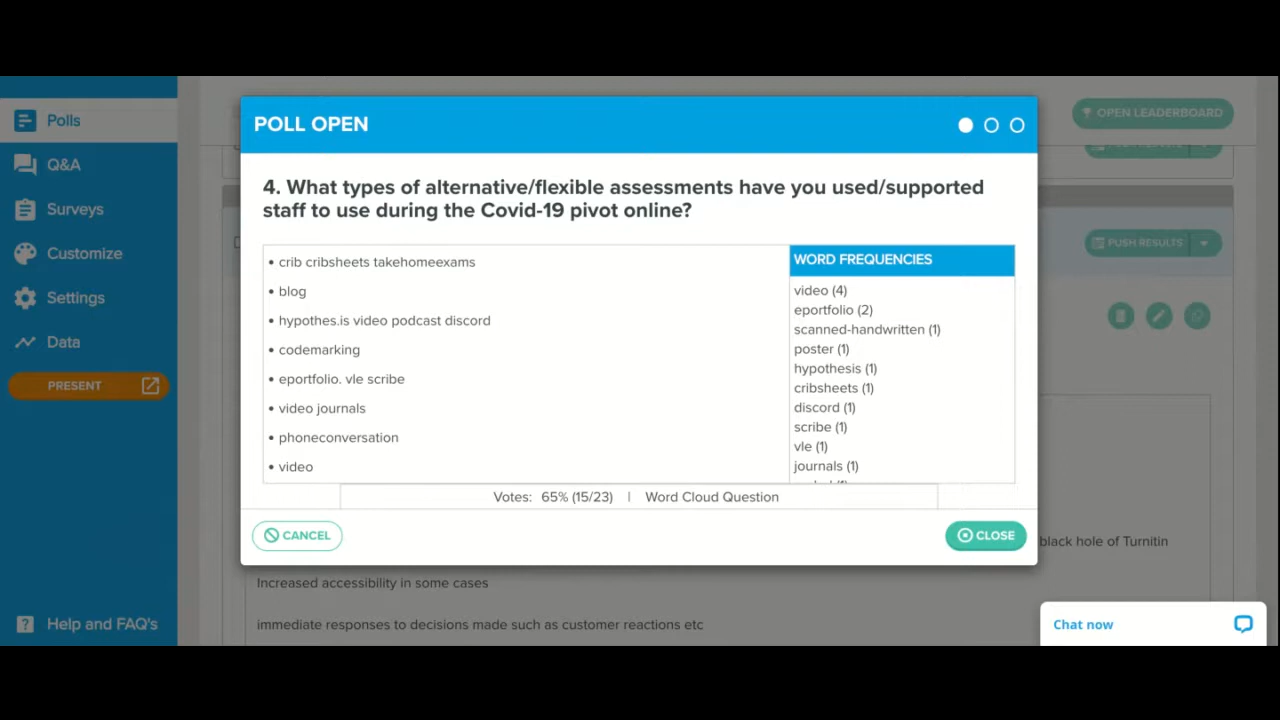 Polls
Q&A
Surveys
Customize
Settings
Data
PRESENT
Help and FAQ's
OPEN LEADERBOARD
PUSH RESULTS
POLL OPEN
4. What types of alternative/flexible assessments have you used/supported
staff to use during the Covid-19 pivot online?
• crib cribsheets takehomeexams
• blog
• hypothes.is video podcast discord
• codemarking
• eportfolio. vle scribe
• video journals
• phoneconversation
• video
WORD FREQUENCIES
video (4)
eportfolio (2)
scanned-handwritten (1)
poster (1)
hypothesis (1)
cribsheets (1)
discord (1)
scribe (1)
vle (1)
journals (1)
Votes: 65% (15/23) | Word Cloud Question
CANCEL
CLOSE
black hole of Turnitin
Increased accessibility in some cases
immediate responses to decisions made such as customer reactions etc
Chat now